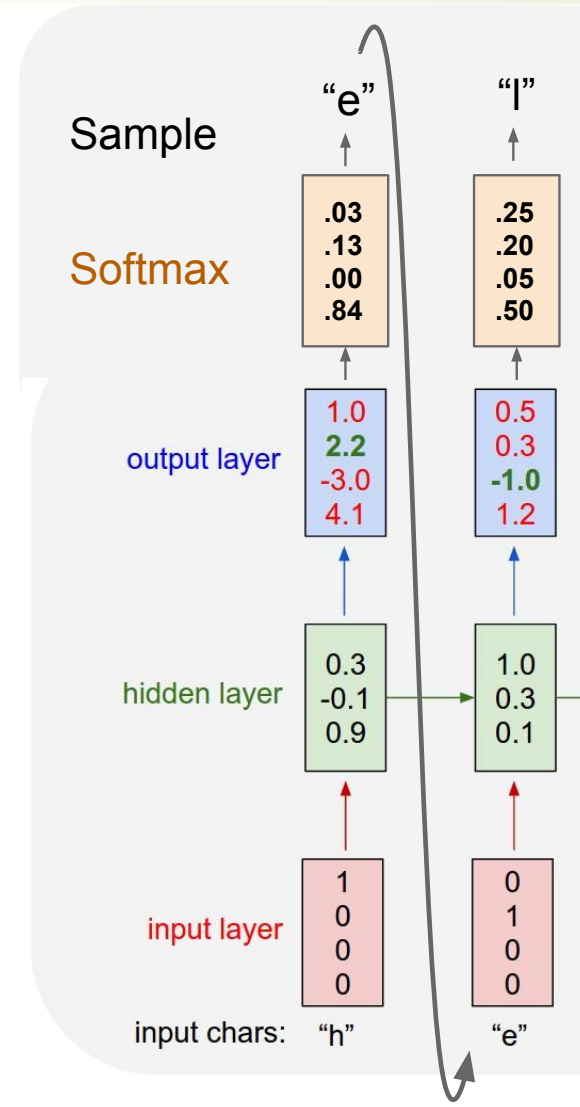 “e” “l”
Sample
.03 .25
.13 .20
Softmax .00 .05
.84 .50
1.0 0.5
output layer 2.2 0.3
-3.0 -1.0
4.1 1.2
0.3 1.0
hidden layer -0.1 0.3
0.9 0.1
1 0
input layer 0 1
0 0
0 0
input chars: “h” “e”